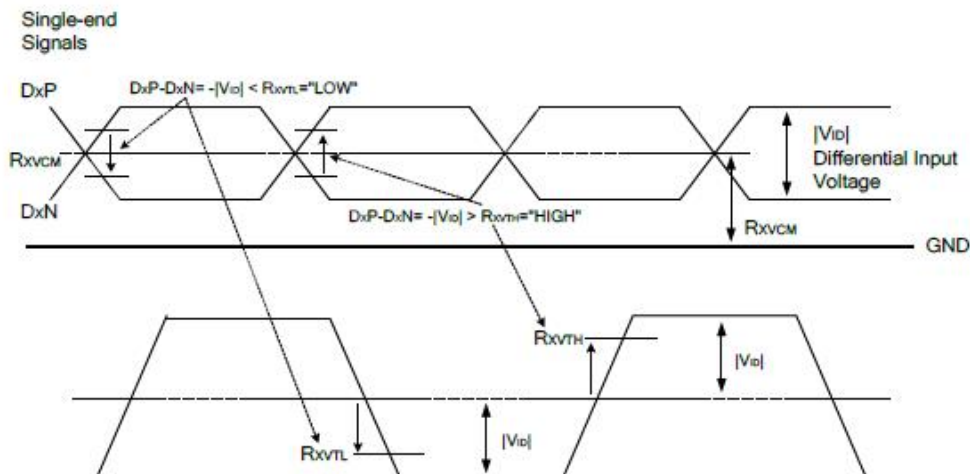 Single-end
Signals
DxP
DxP-DxN= -|VID| < RXVTL="LOW"
|VID|
Differential Input
Voltage
RXVCM
DxN
DxP-DxN= -|VID| > RXVTH="HIGH"
RXVCM
GND
RXVTH
|VID|
RXVTL
|VID|